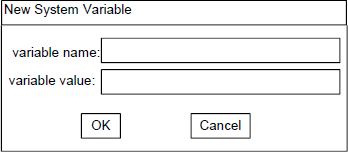 New System Variable
variable name:
variable value:
OK Cancel